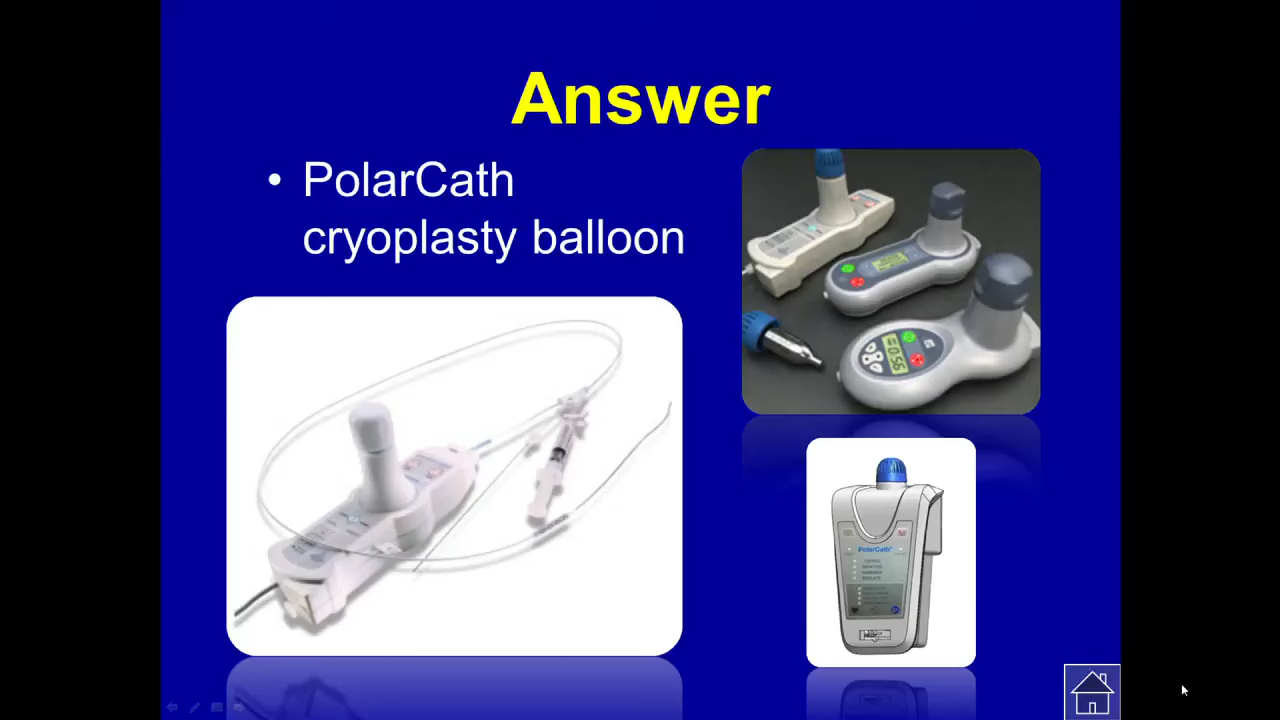 Answer
• PolarCath
cryoplasty balloon
PolarCath